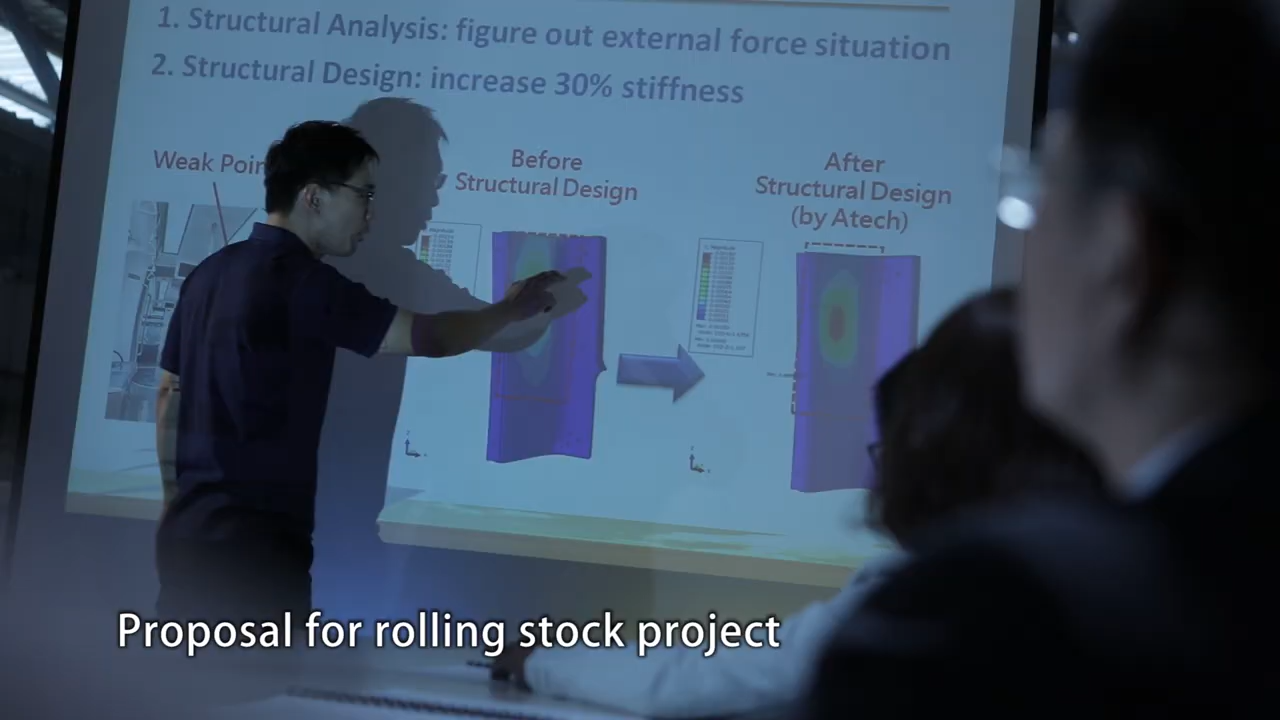 1. Structural Analysis: figure out external force situation
2. Structural Design: increase 30% stiffness
Weak
Before
Structural Design
After
Structural Design
(by Atech)
Proposal for rolling stock project